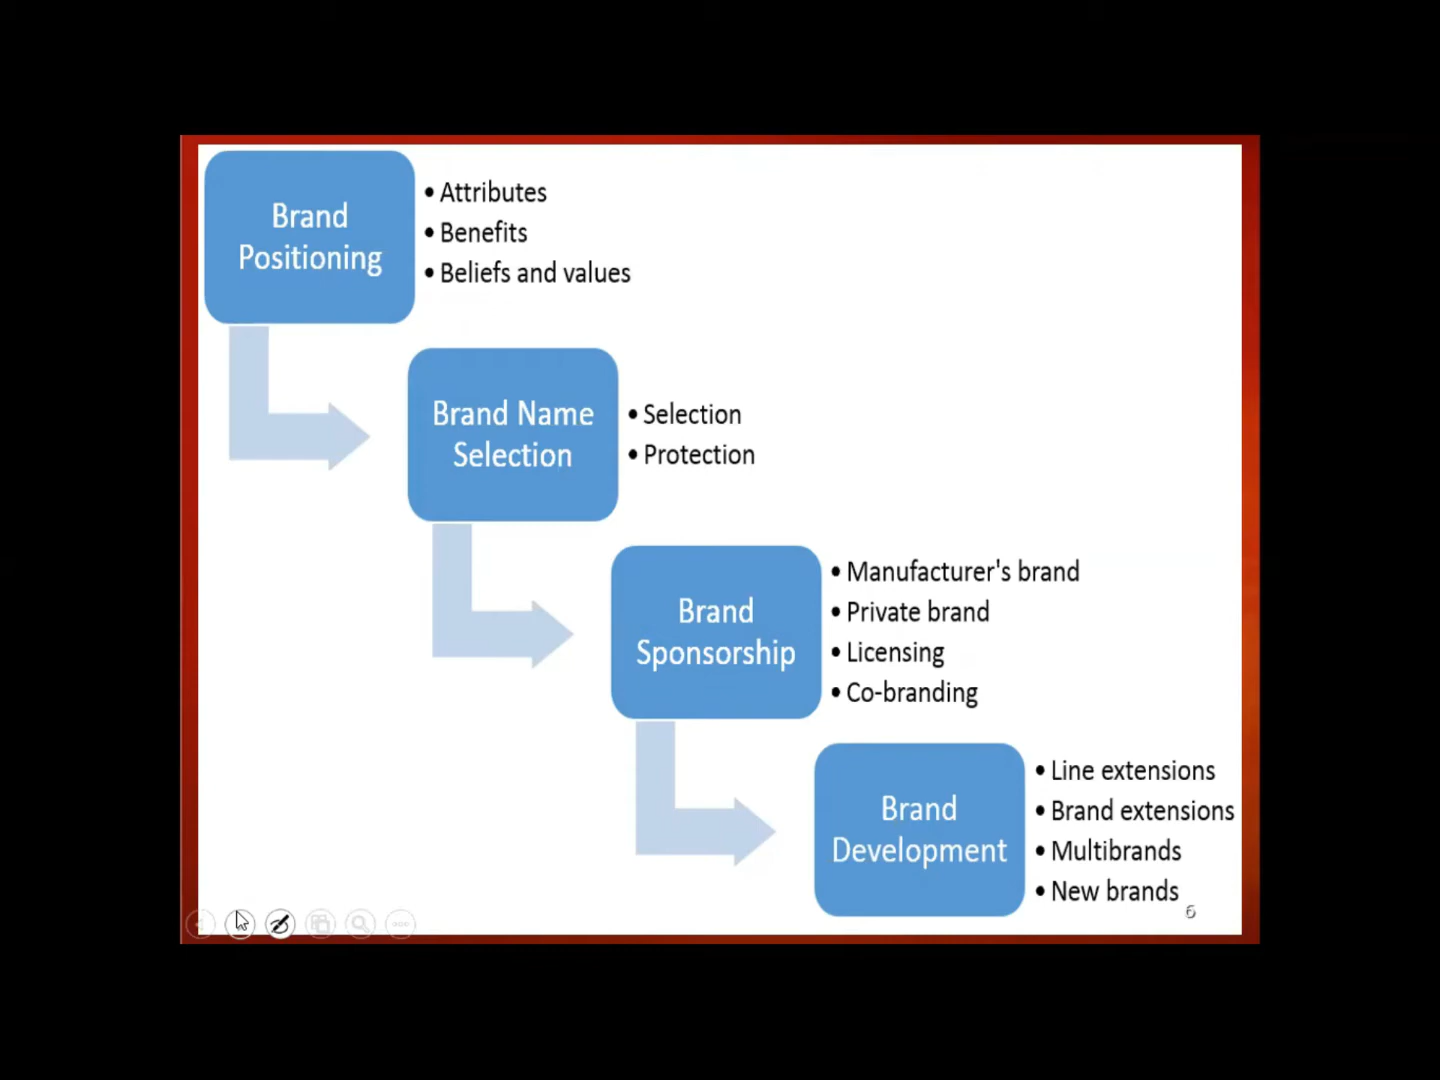 Brand
Positioning
• Attributes
• Benefits
• Beliefs and values
Brand Name
Selection
• Selection
• Protection
Brand
Sponsorship
• Manufacturer's brand
• Private brand
• Licensing
• Co-branding
Brand
Development
• Line extensions
• Brand extensions
• Multibrands
• New brands
6